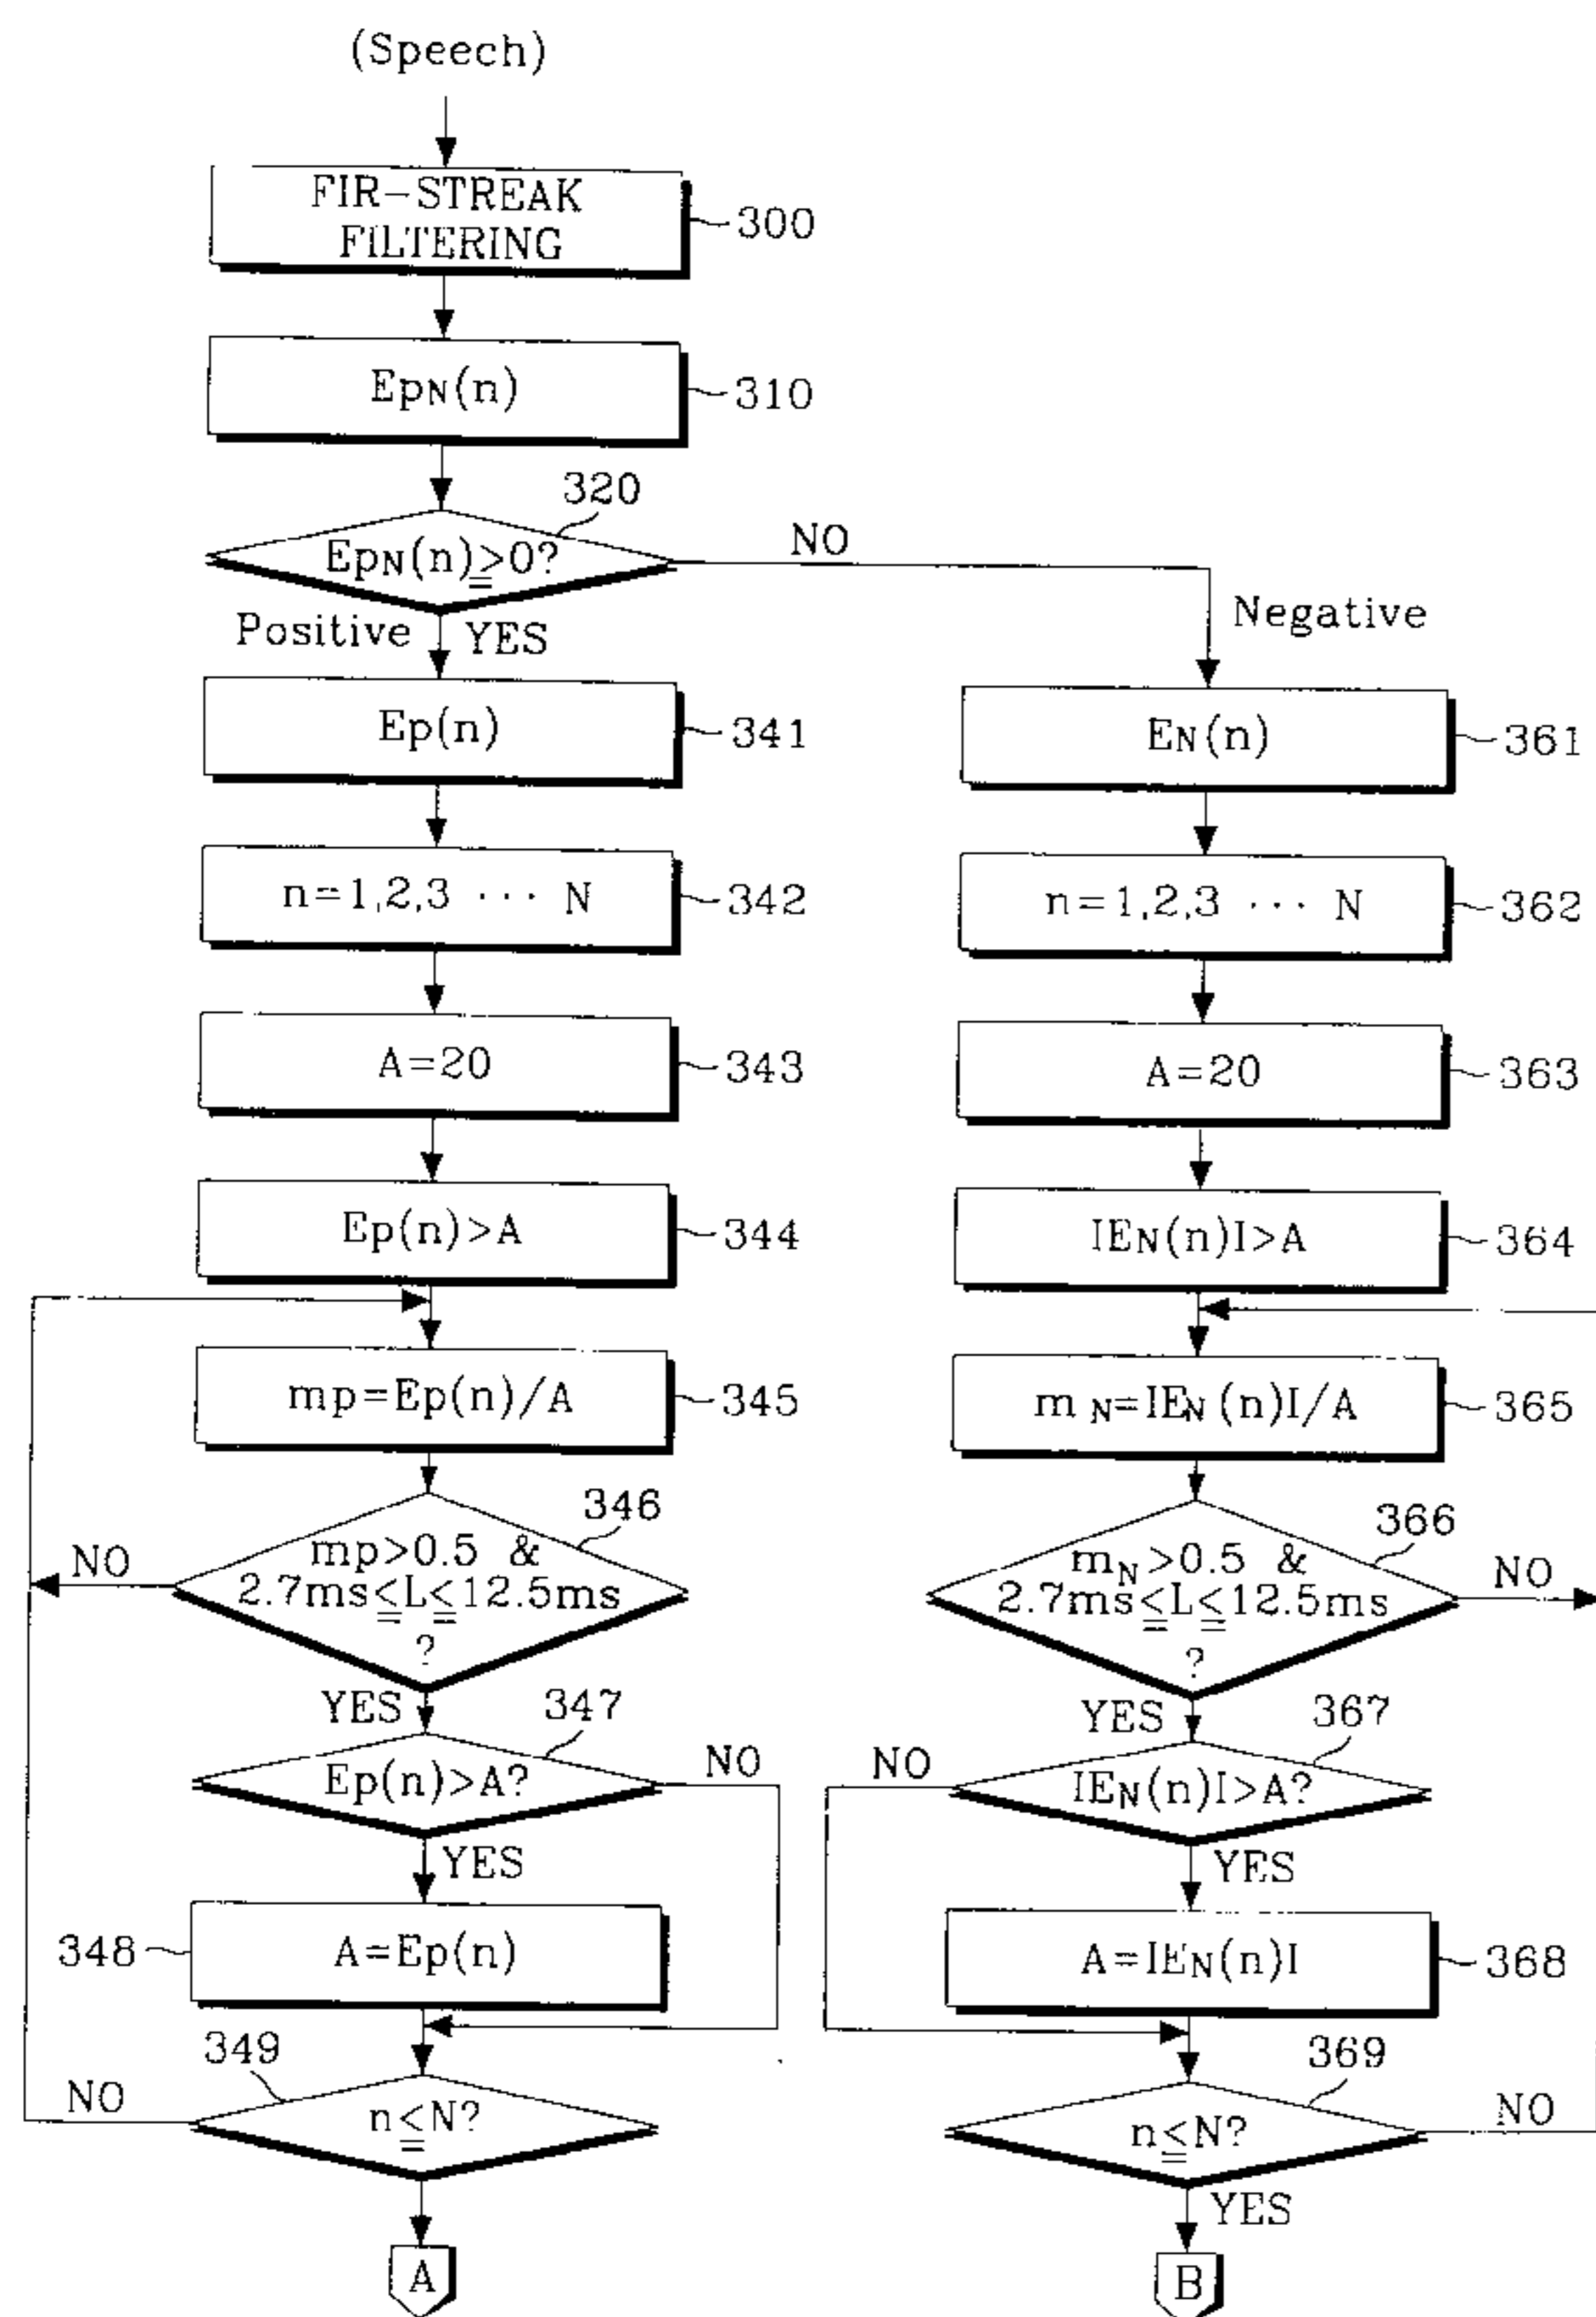 (Speech)
FIR-STREAK
FILTERING
300
EpN(n)
310
320
EpN(n)≥0?
NO
Positive
YES
Negative
Ep(n)
341
n=1,2,3 ··· N
342
A=20
343
Ep(n)>A
344
mp=Ep(n)/A
345
346
mp>0.5 &
2.7ms≤L≤12.5ms
?
NO
YES
347
Ep(n)>A?
NO
YES
348
A=Ep(n)
349
n≤N?
NO
A
EN(n)
361
n=1,2,3 ··· N
362
A=20
363
IEN(n)I>A
364
mN=IEN(n)I/A
365
366
mN>0.5 &
2.7ms≤L≤12.5ms
?
NO
YES
367
IEN(n)I>A?
NO
YES
A=IEN(n)I
368
369
n≤N?
NO
YES
B